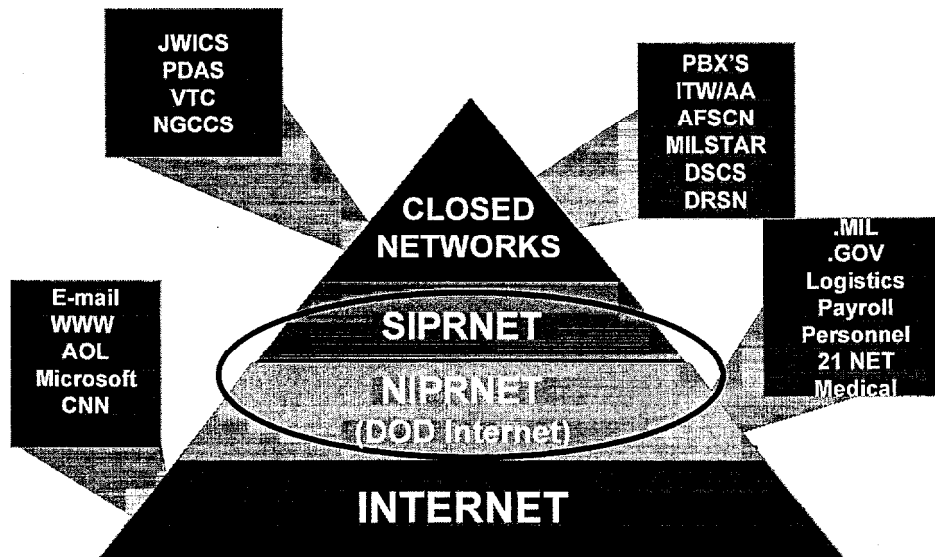 JWICS
PDAS
VTC
NGCCS
PBX'S
ITW/AA
AFSCN
MILSTAR
DSCS
DRSN
CLOSED
NETWORKS
.MIL
.GOV
Logistics
Payroll
Personnel
21 NET
Medical
E-mail
WWW
AOL
Microsoft
CNN
SIPRNET
NIPRNET
(DOD Internet)
INTERNET